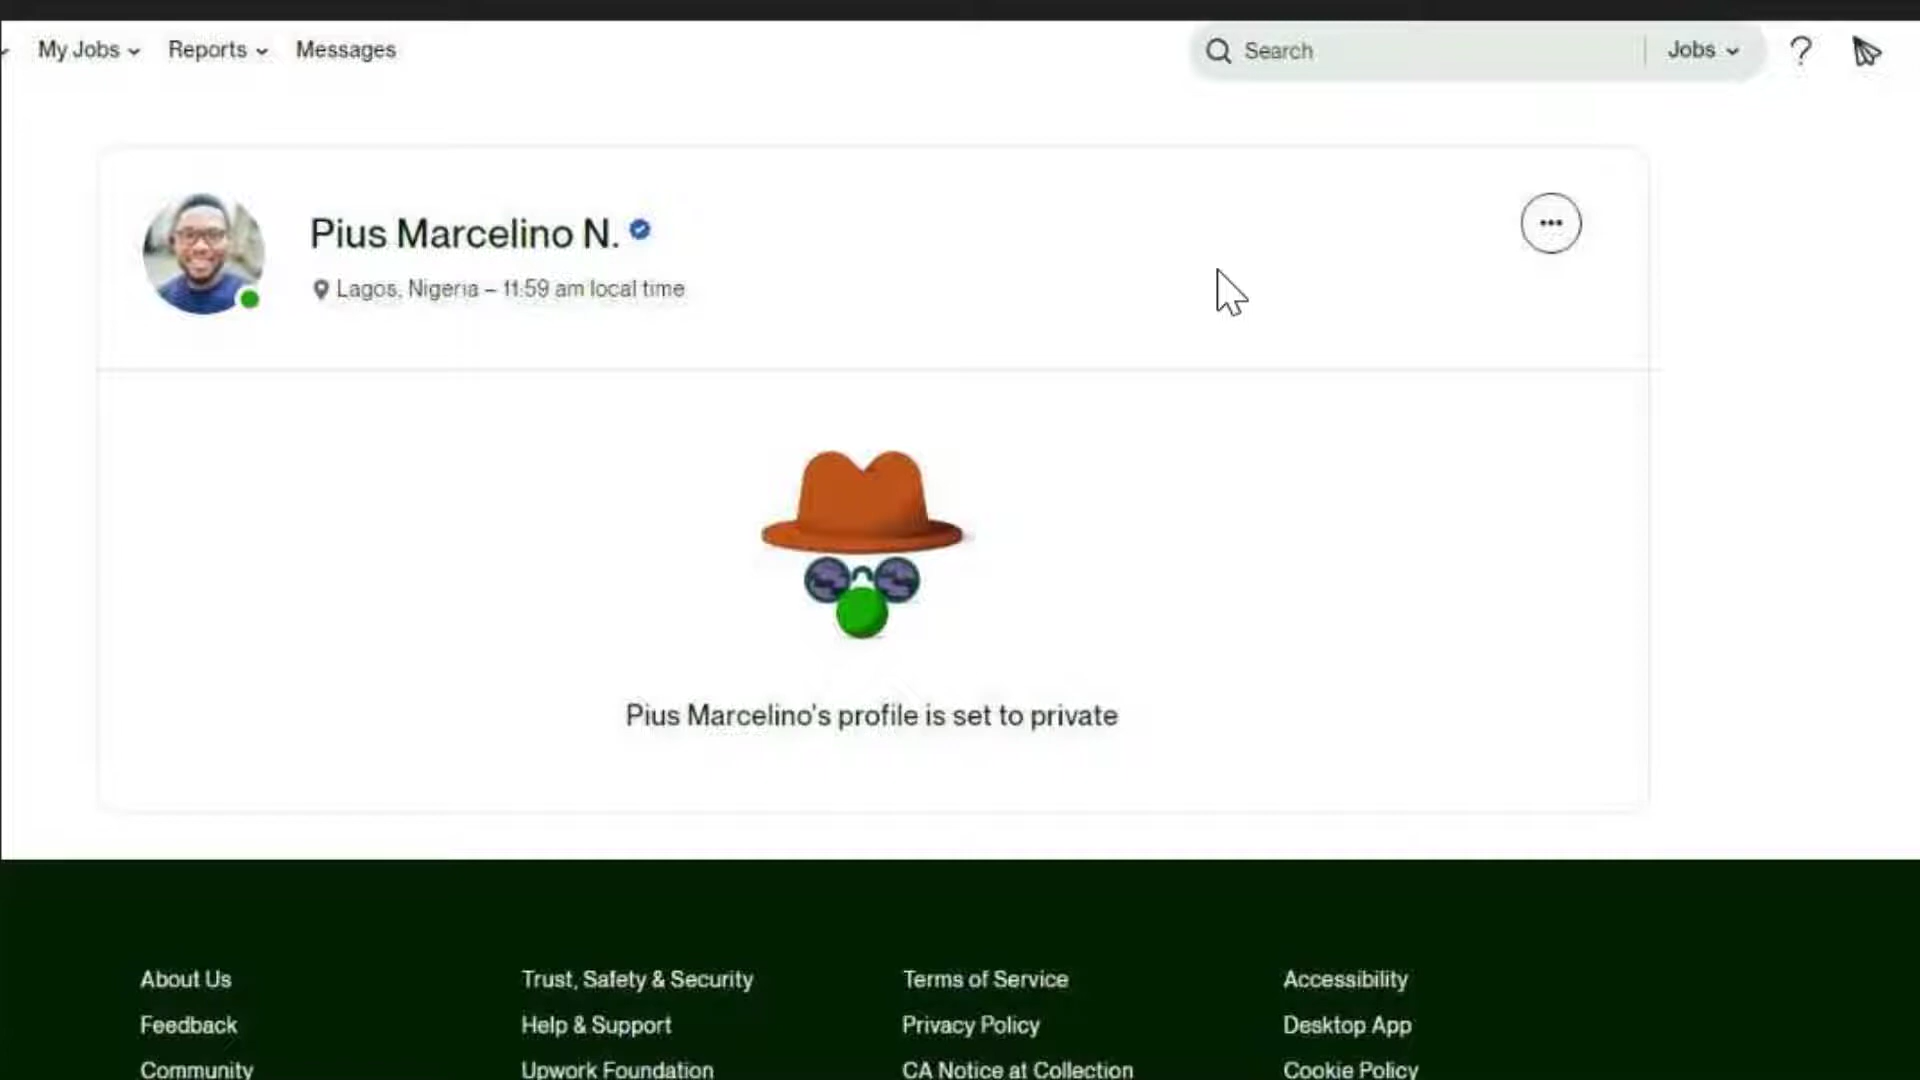 My Jobs
Reports
Messages
Search
Jobs
Pius Marcelino N.
Lagos, Nigeria – 11:59 am local time
Pius Marcelino's profile is set to private
About Us
Trust, Safety & Security
Terms of Service
Accessibility
Feedback
Help & Support
Privacy Policy
Desktop App
Community
Upwork Foundation
CA Notice at Collection
Cookie Policy